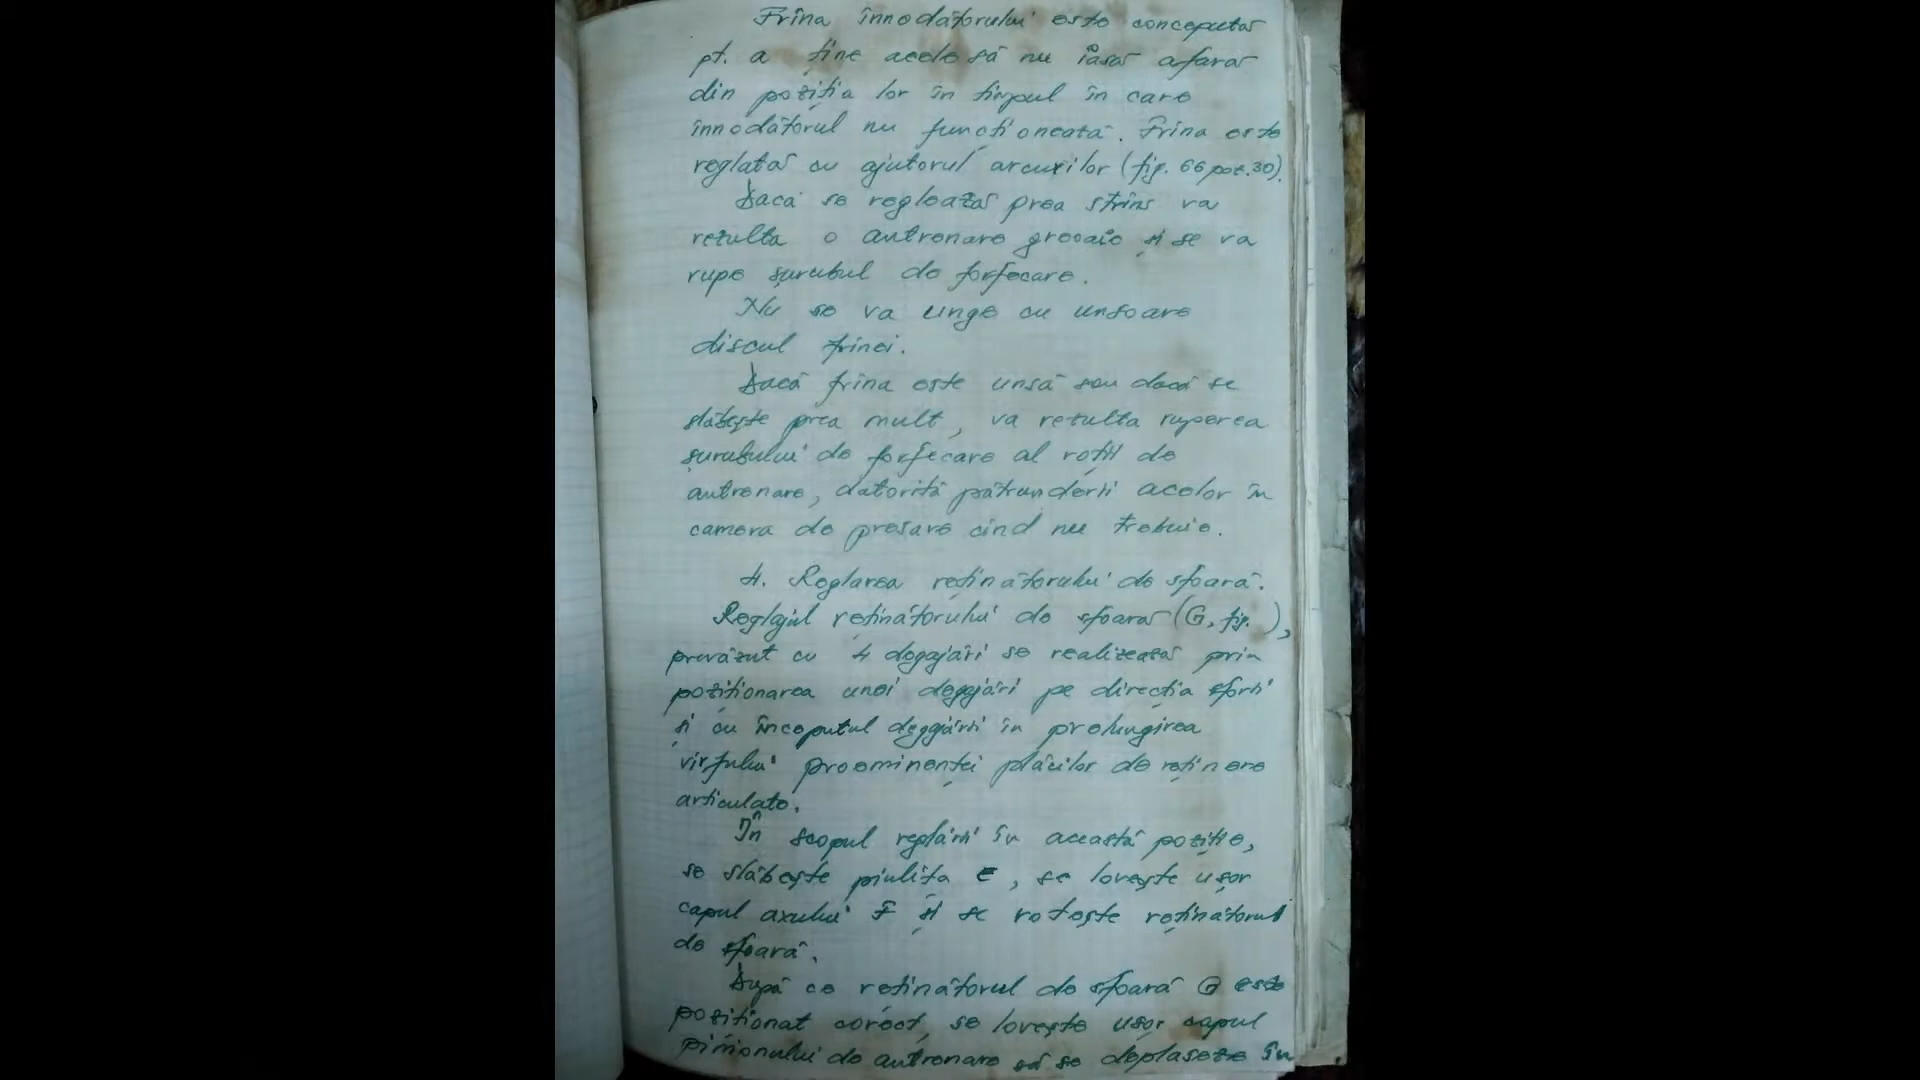 Frîna înnodătorului este concepută
pt. a ține acele să nu iasă afară
din poziția lor în timpul în care
înnodătorul nu funcționează. Frîna este
reglată cu ajutorul arcurilor (fig. 66 poz. 30).
Dacă se reglează prea strîns va
rezulta o antrenare greoaie și se va
rupe șurubul de forfecare.
Nu se va unge cu unsoare
discul frînei.
Dacă frîna este unsă sau dacă se
slăbește prea mult, va rezulta ruperea
șurubului de forfecare al roții de
antrenare, datorită pătrunderii acelor în
camera de presare cînd nu trebuie.
4. Reglarea reținătorului de sfoară.
Reglajul reținătorului de sfoară (G, fig. ),
prevăzut cu 4 degajări se realizează prin
poziționarea unei degajări pe direcția sforii
și cu începutul degajării în prelungirea
vîrfului proeminenței plăcilor de reținere
articulate.
În scopul reglării în această poziție,
se slăbește piulița E, se lovește ușor
capul axului F și se rotește reținătorul
de sfoară.
După ce reținătorul de sfoară G este
poziționat corect, se lovește ușor capul
pinionului de antrenare să se deplaseze în